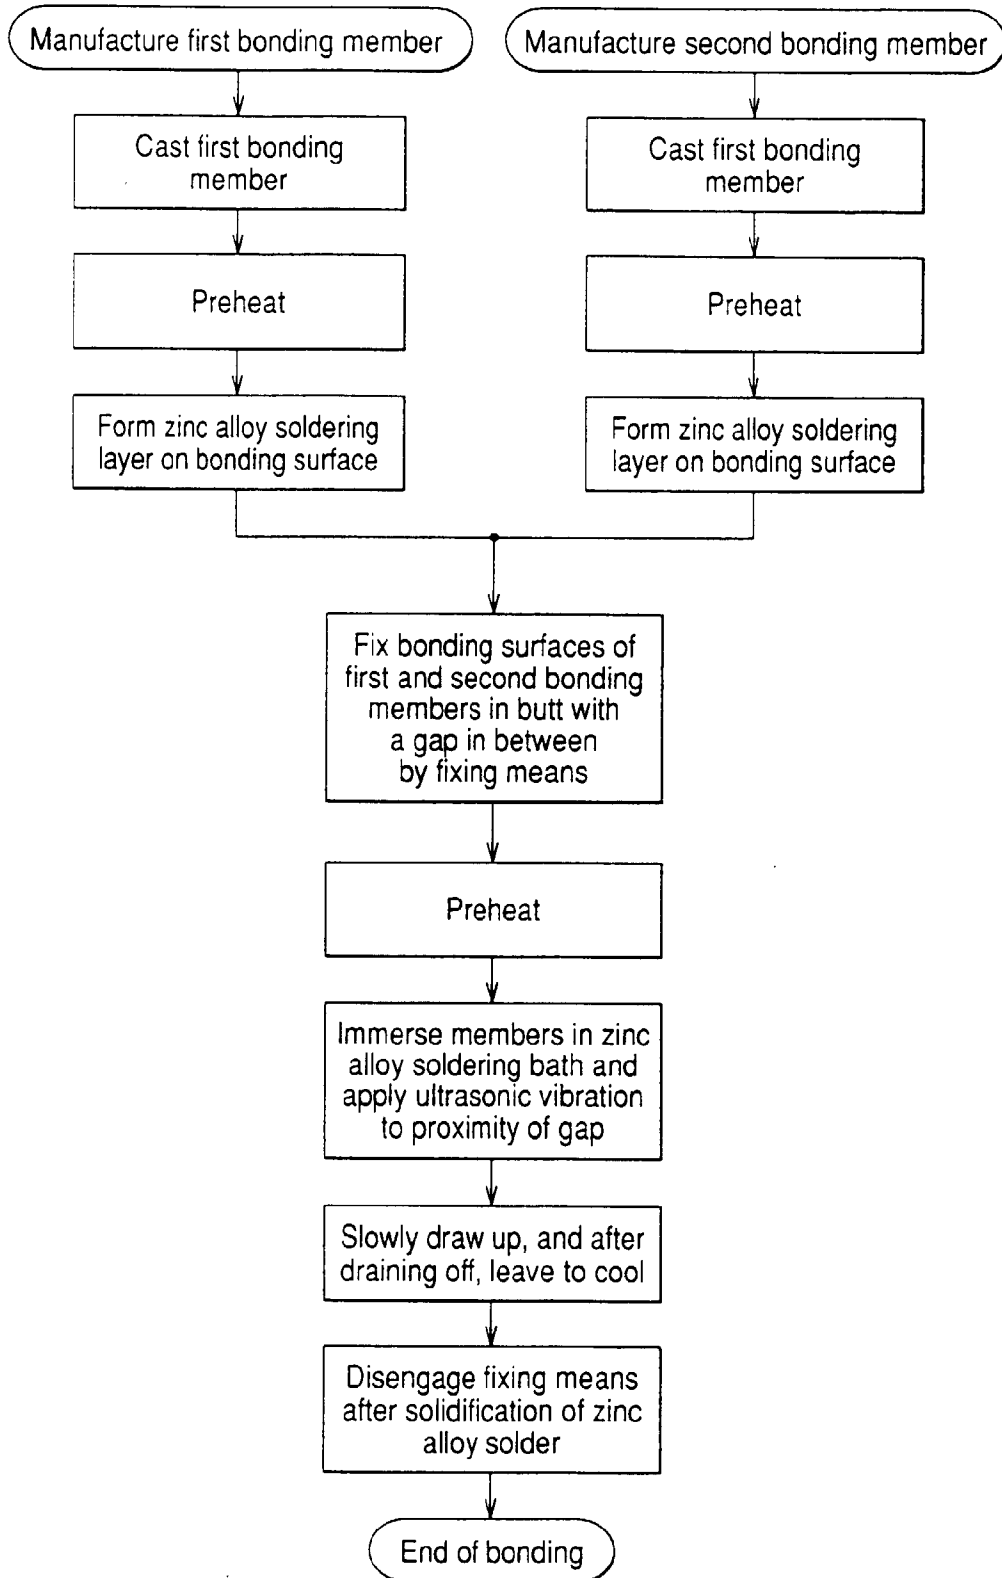 Manufacture first bonding member
Manufacture second bonding member
Cast first bonding
member
Cast first bonding
member
Preheat
Preheat
Form zinc alloy soldering
layer on bonding surface
Form zinc alloy soldering
layer on bonding surface
Fix bonding surfaces of
first and second bonding
members in butt with
a gap in between
by fixing means
Preheat
Immerse members in zinc
alloy soldering bath and
apply ultrasonic vibration
to proximity of gap
Slowly draw up, and after
draining off, leave to cool
Disengage fixing means
after solidification of zinc
alloy solder
End of bonding